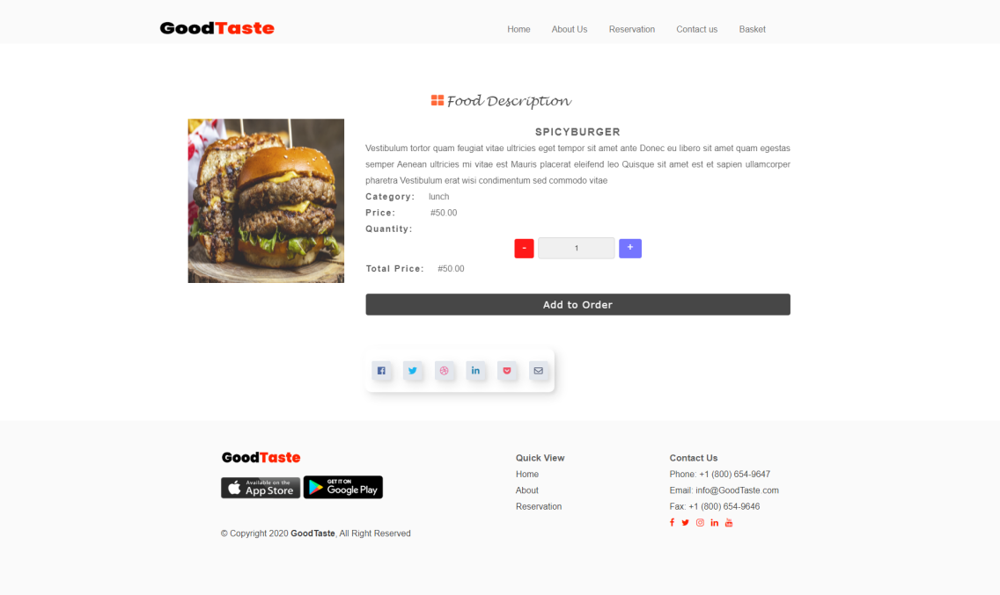 GoodTaste
Home About Us Reservation Contact us Basket
Food Description
SPICYBURGER
Vestibulum tortor quam feugiat vitae ultricies eget tempor sit amet ante Donec eu libero sit amet quam egestas
semper Aenean ultricies mi vitae est Mauris placerat eleifend leo Quisque sit amet est et sapien ullamcorper
pharetra Vestibulum erat wisi condimentum sed commodo vitae
Category: lunch
Price: #50.00
Quantity:
- 1 +
Total Price: #50.00
Add to Order
GoodTaste
Available on the
App Store
GET IT ON
Google Play
© Copyright 2020 GoodTaste, All Right Reserved
Quick View
Home
About
Reservation
Contact Us
Phone: +1 (800) 654-9647
Email: info@GoodTaste.com
Fax: +1 (800) 654-9646